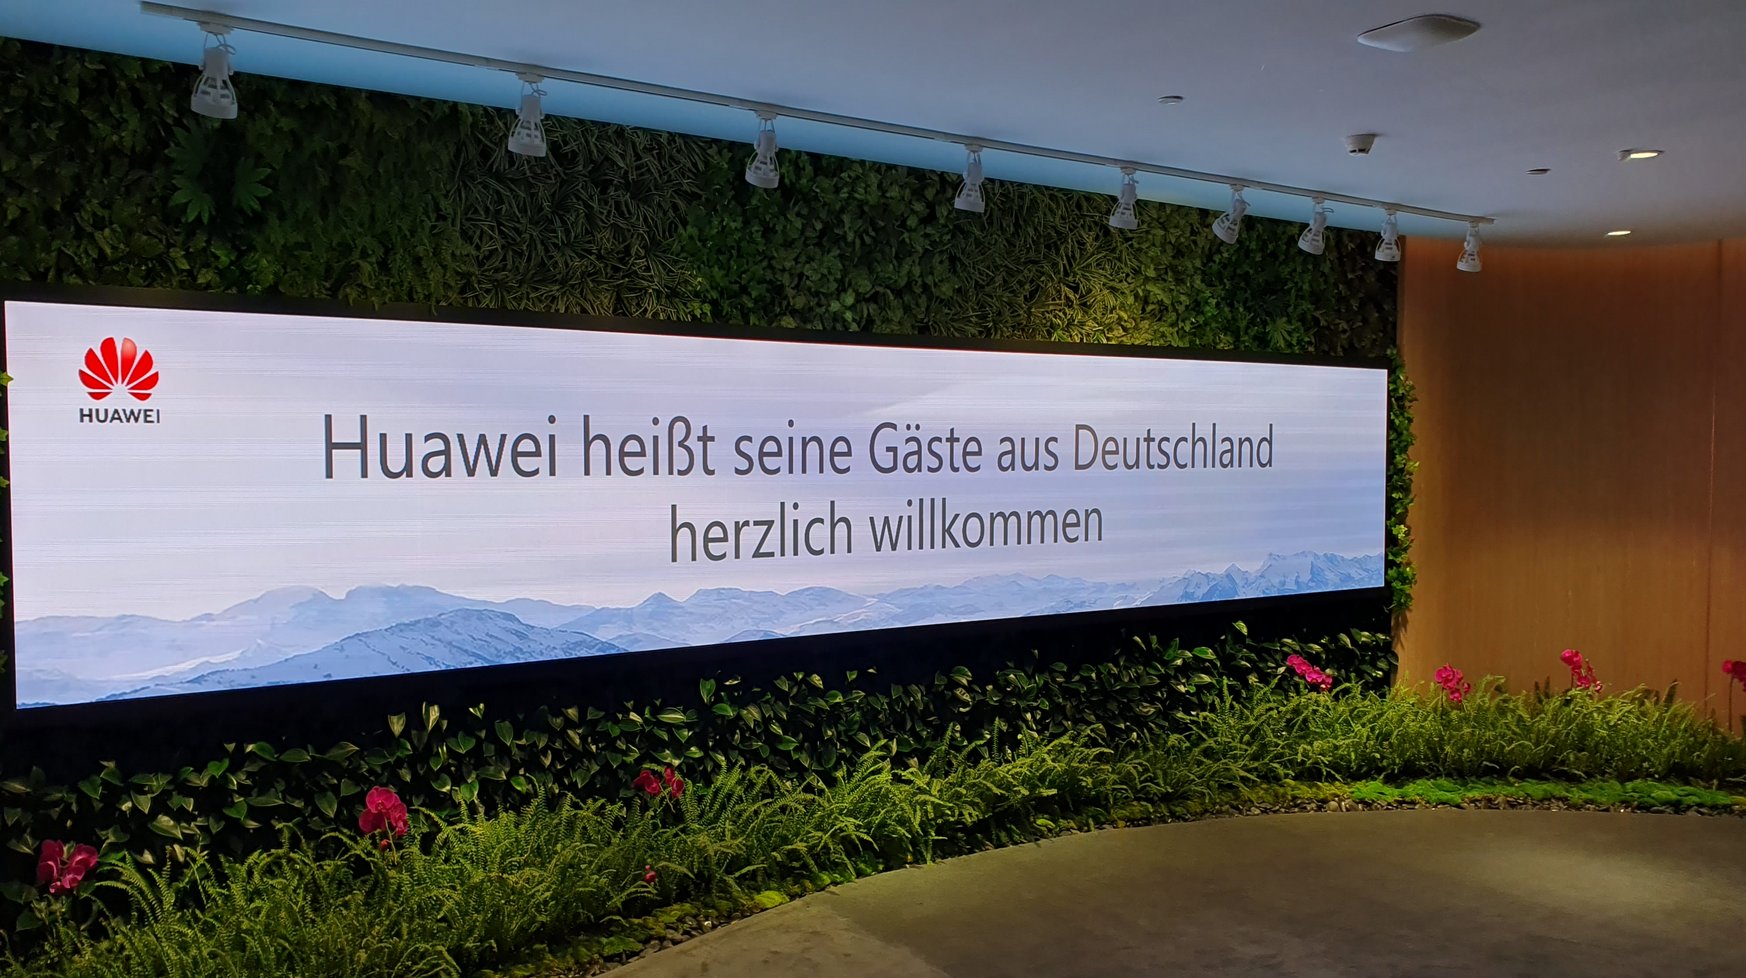 HUAWEI
Huawei heißt seine Gäste aus Deutschland
herzlich willkommen